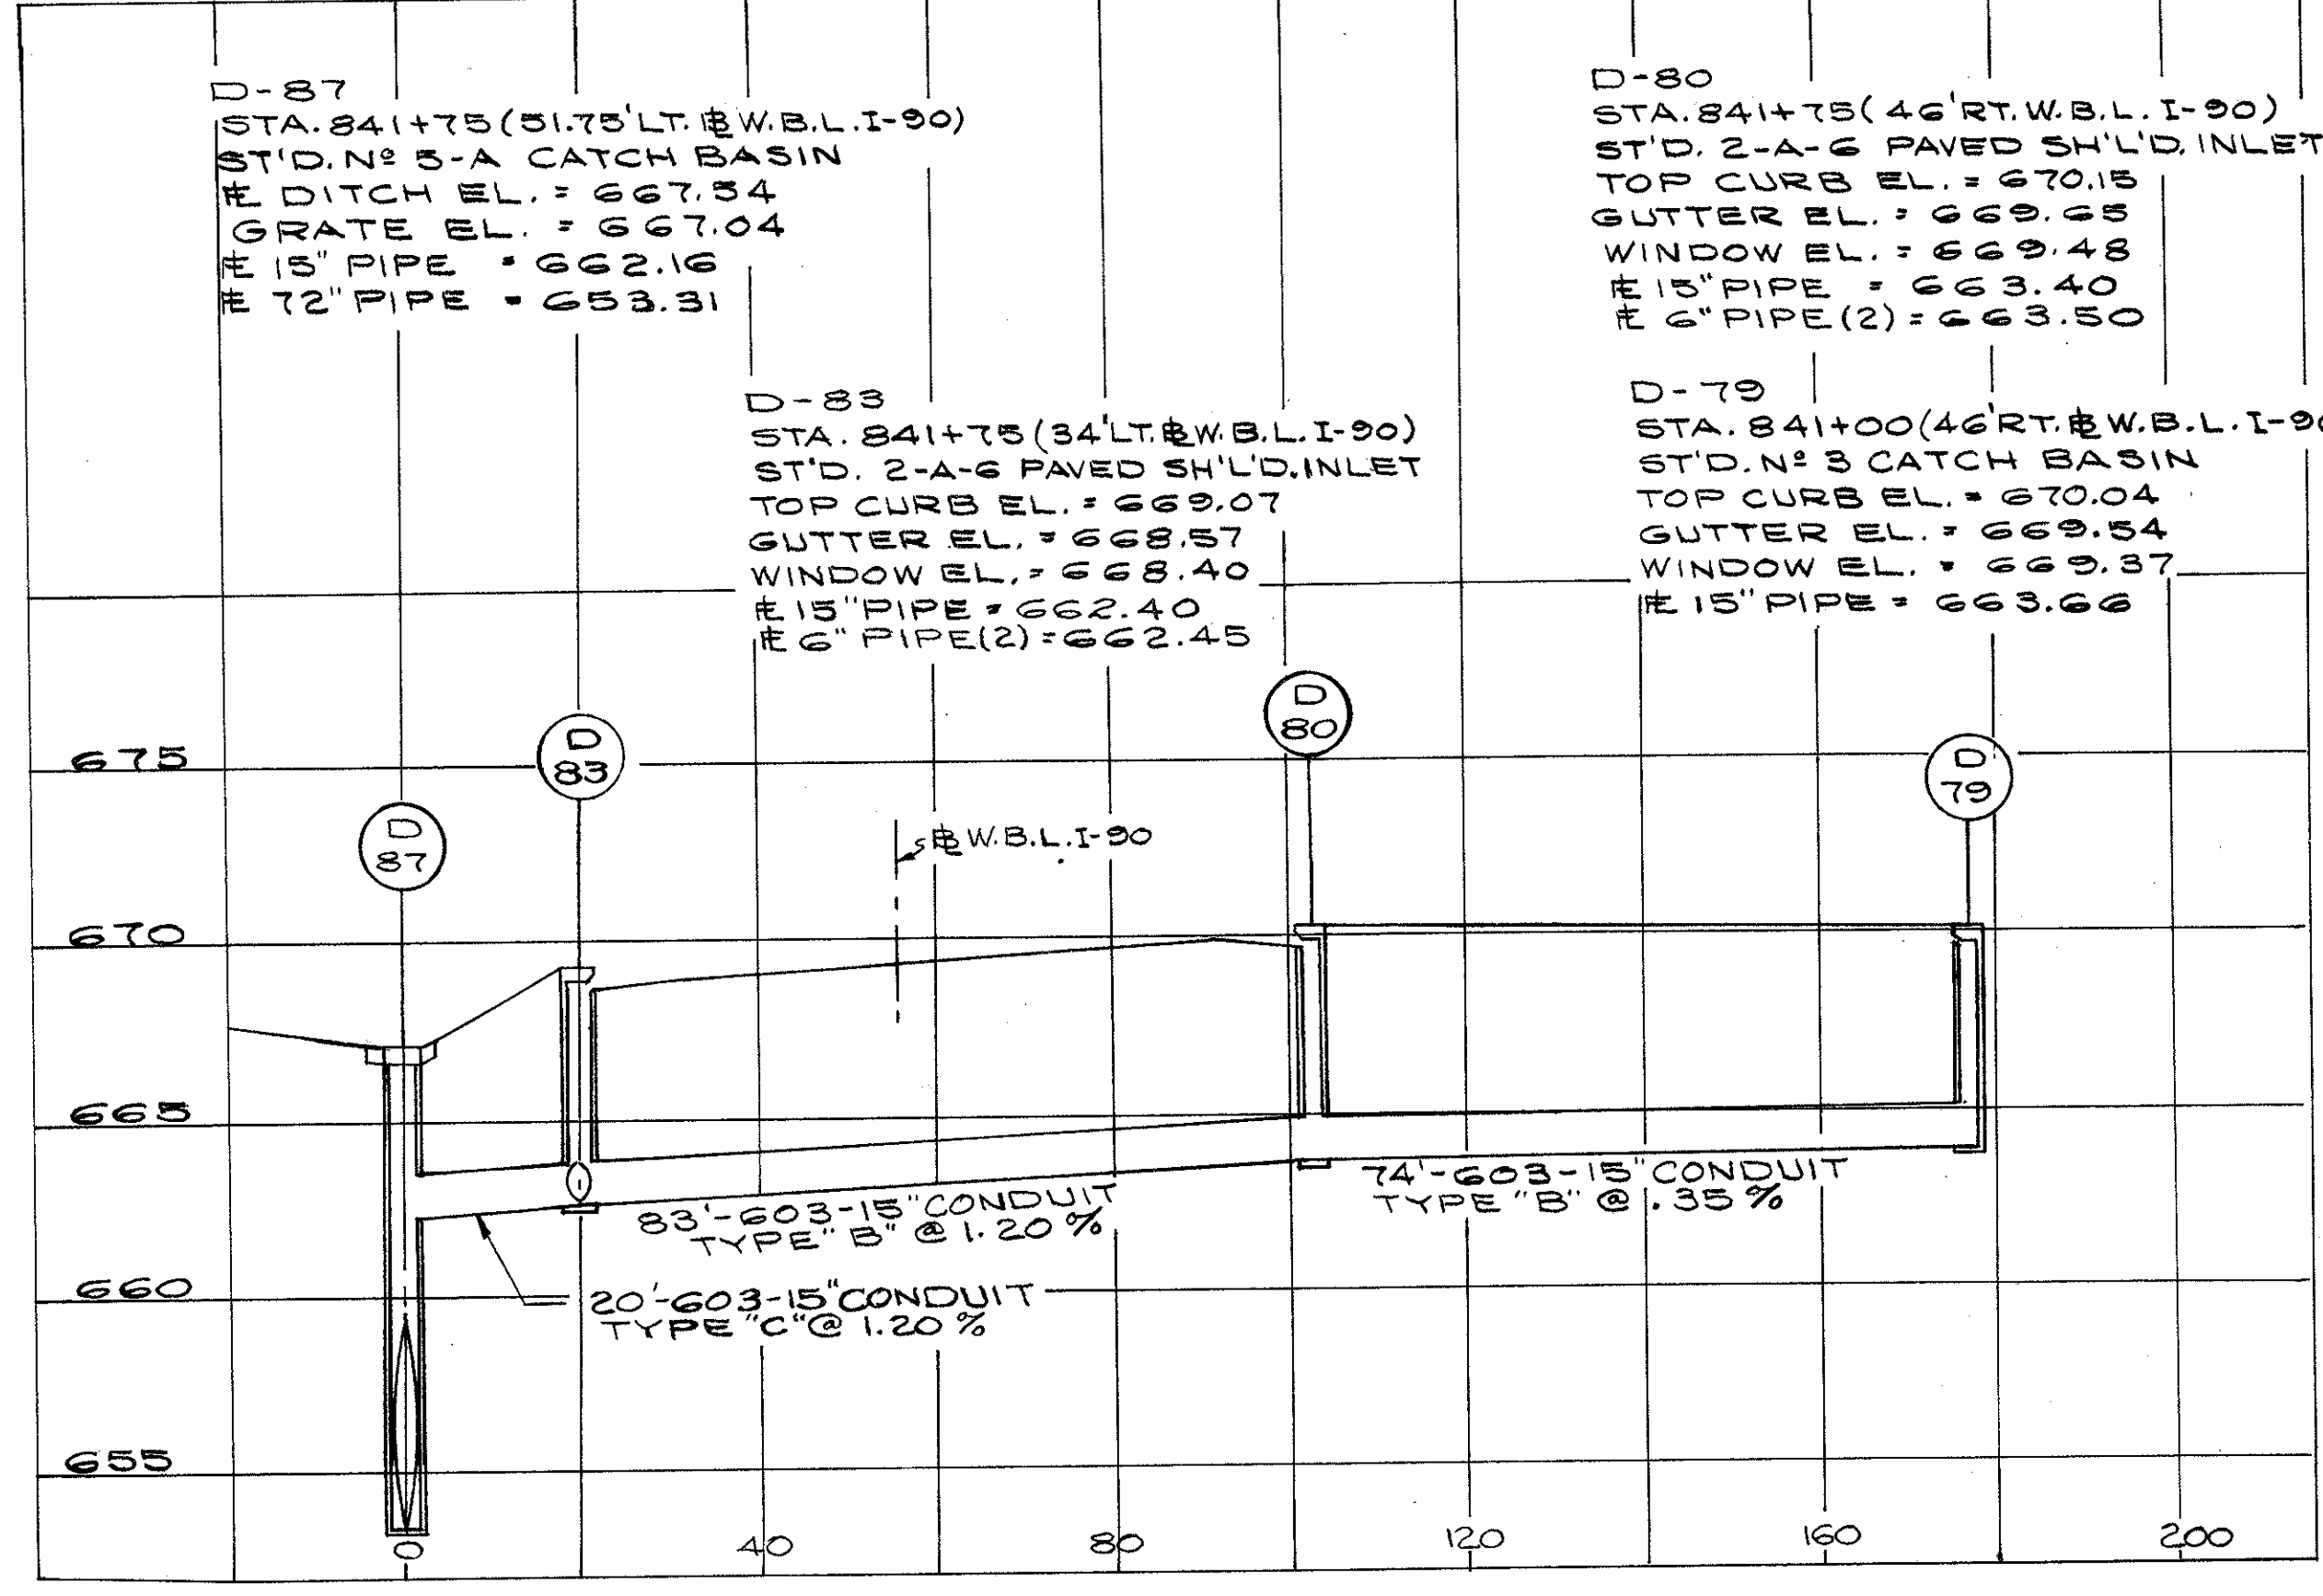 D-87
STA. 841+75 (51.75' LT. ℄ W.B.L. I-90)
ST'D. Nº 5-A CATCH BASIN
℄ DITCH EL. = 667.54
GRATE EL. = 667.04
℄ 15" PIPE = 662.16
℄ 72" PIPE = 653.31
D-80
STA. 841+75 (46' RT. W.B.L. I-90)
ST'D. 2-A-6 PAVED SH'L'D. INLET
TOP CURB EL. = 670.15
GUTTER EL. = 669.65
WINDOW EL. = 669.48
℄ 15" PIPE = 663.40
℄ 6" PIPE (2) = 663.50
D-83
STA. 841+75 (34' LT. ℄ W.B.L. I-90)
ST'D. 2-A-6 PAVED SH'L'D. INLET
TOP CURB EL. = 669.07
GUTTER EL. = 668.57
WINDOW EL. = 668.40
℄ 15" PIPE = 662.40
℄ 6" PIPE (2) = 662.45
D-79
STA. 841+00 (46' RT. ℄ W.B.L. I-90
ST'D. Nº 3 CATCH BASIN
TOP CURB EL. = 670.04
GUTTER EL. = 669.54
WINDOW EL. = 669.37
℄ 15" PIPE = 663.66
D
80
D
83
D
79
675
D
87
℄ W.B.L. I-90
670
665
74'-603-15" CONDUIT
TYPE "B" @ .35 %
83'-603-15" CONDUIT
TYPE "B" @ 1.20 %
660
20'-603-15" CONDUIT
TYPE "C" @ 1.20 %
655
0 40 80 120 160 200